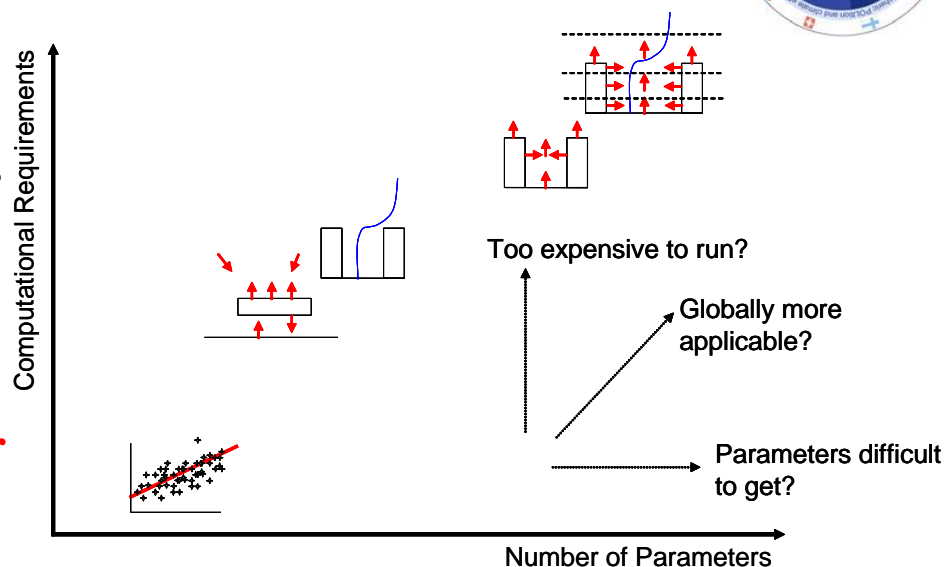 Computational Requirements
Too expensive to run?
Globally more
applicable?
Parameters difficult
to get?
Number of Parameters